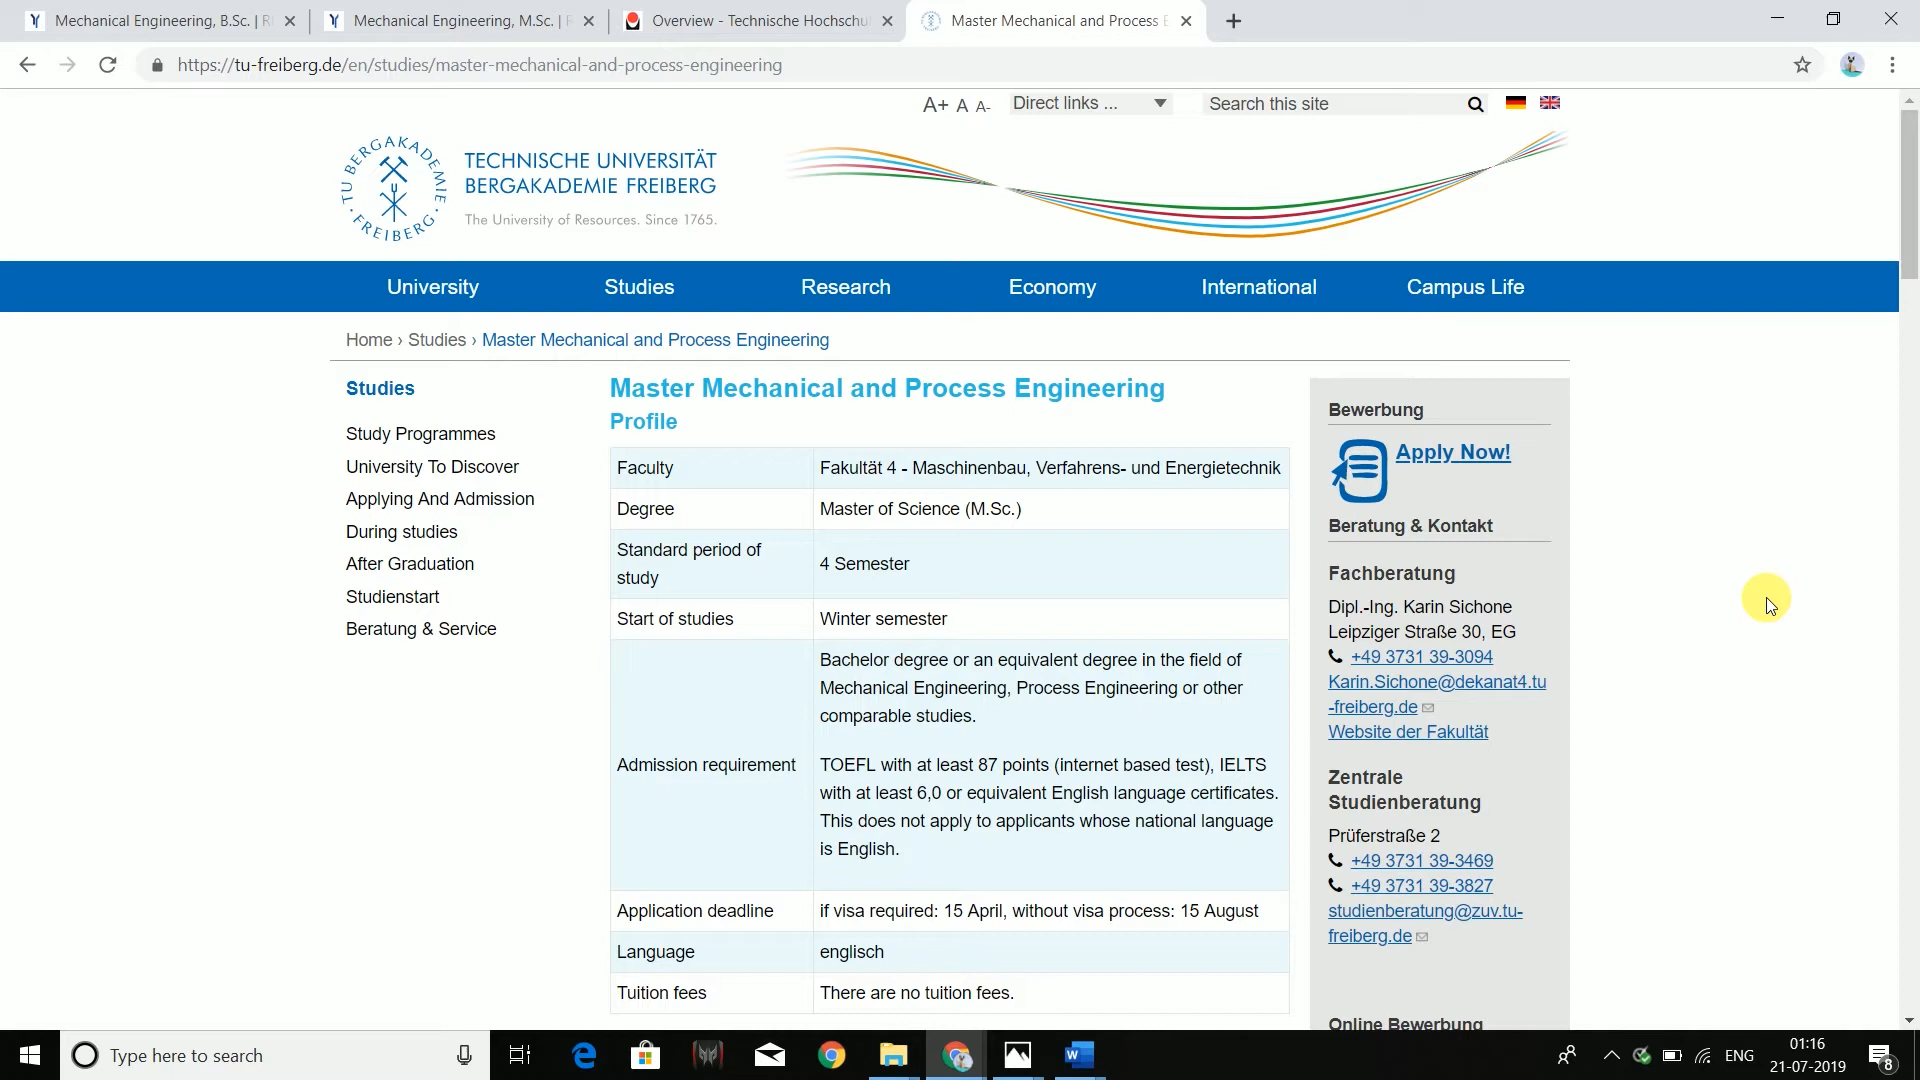 Mechanical Engineering, B.Sc. |
Mechanical Engineering, M.Sc. |
Overview - Technische Hochschul
Master Mechanical and Process
https://tu-freiberg.de/en/studies/master-mechanical-and-process-engineering
A+ A A-
Direct links ...
Search this site
TU BERGAKADEMIE FREIBERG
TECHNISCHE UNIVERSITÄT
BERGAKADEMIE FREIBERG
The University of Resources. Since 1765.
University
Studies
Research
Economy
International
Campus Life
Home › Studies › Master Mechanical and Process Engineering
Studies
Study Programmes
University To Discover
Applying And Admission
During studies
After Graduation
Studienstart
Beratung & Service
Master Mechanical and Process Engineering
Profile
Faculty
Fakultät 4 - Maschinenbau, Verfahrens- und Energietechnik
Degree
Master of Science (M.Sc.)
Standard period of
study
4 Semester
Start of studies
Winter semester
Admission requirement
Bachelor degree or an equivalent degree in the field of
Mechanical Engineering, Process Engineering or other
comparable studies.
TOEFL with at least 87 points (internet based test), IELTS
with at least 6,0 or equivalent English language certificates.
This does not apply to applicants whose national language
is English.
Application deadline
if visa required: 15 April, without visa process: 15 August
Language
englisch
Tuition fees
There are no tuition fees.
Bewerbung
Apply Now!
Beratung & Kontakt
Fachberatung
Dipl.-Ing. Karin Sichone
Leipziger Straße 30, EG
+49 3731 39-3094
Karin.Sichone@dekanat4.tu
-freiberg.de
Website der Fakultät
Zentrale
Studienberatung
Prüferstraße 2
+49 3731 39-3469
+49 3731 39-3827
studienberatung@zuv.tu-
freiberg.de
Online Bewerbung
Type here to search
ENG
01:16
21-07-2019
8